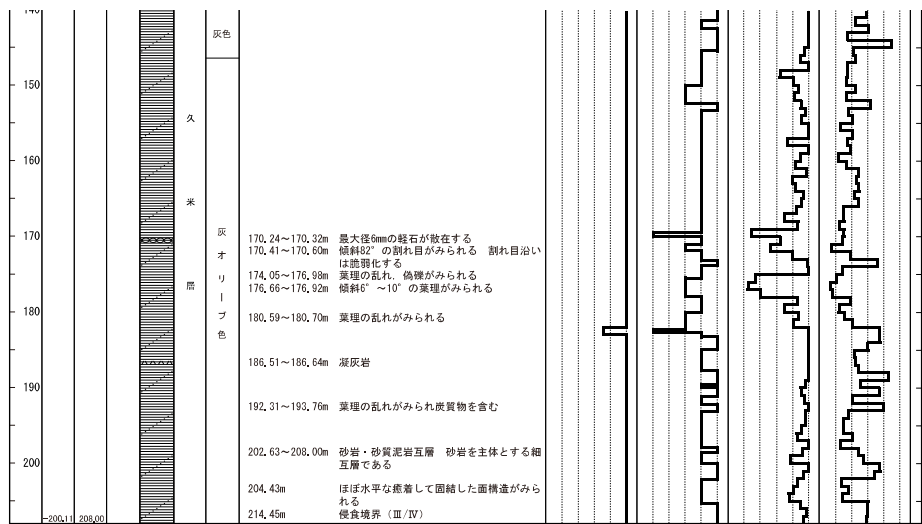 140
150
160
170
180
190
200
-200.11 208.00
久米層
灰色
灰オリーブ色
170.24～170.32m 最大径6mmの軽石が散在する
170.41～170.60m 傾斜82°の割れ目がみられる 割れ目沿い
は脆弱化する
174.05～176.98m 葉理の乱れ、偽礫がみられる
176.66～176.92m 傾斜6°～10°の葉理がみられる
180.59～180.70m 葉理の乱れがみられる
186.51～186.64m 凝灰岩
192.31～193.76m 葉理の乱れがみられ炭質物を含む
202.63～208.00m 砂岩・砂質泥岩互層 砂岩を主体とする細
互層である
204.43m ほぼ水平な癒着して固結した面構造がみら
れる
214.45m 侵食境界（Ⅲ/Ⅳ）